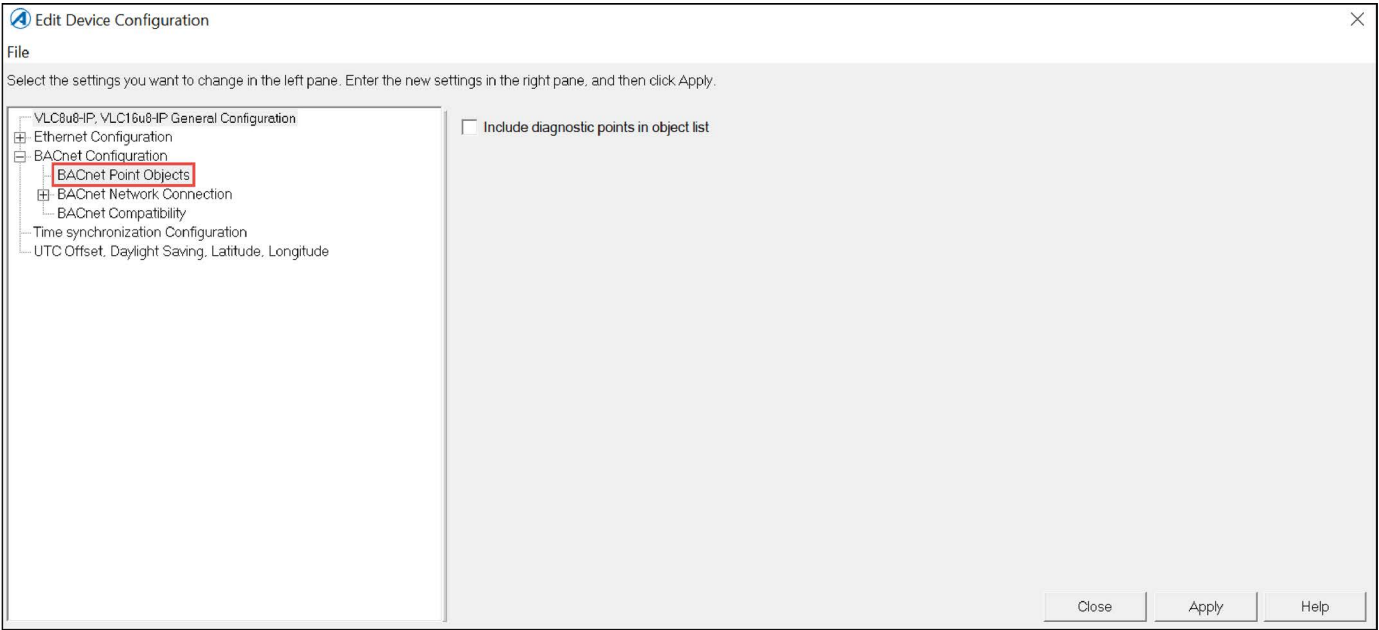 Edit Device Configuration
File
Select the settings you want to change in the left pane. Enter the new settings in the right pane, and then click Apply.
VLC8u8-IP, VLC16u8-IP General Configuration
Ethernet Configuration
BACnet Configuration
BACnet Point Objects
BACnet Network Connection
BACnet Compatibility
Time synchronization Configuration
UTC Offset, Daylight Saving, Latitude, Longitude
Include diagnostic points in object list
Close
Apply
Help